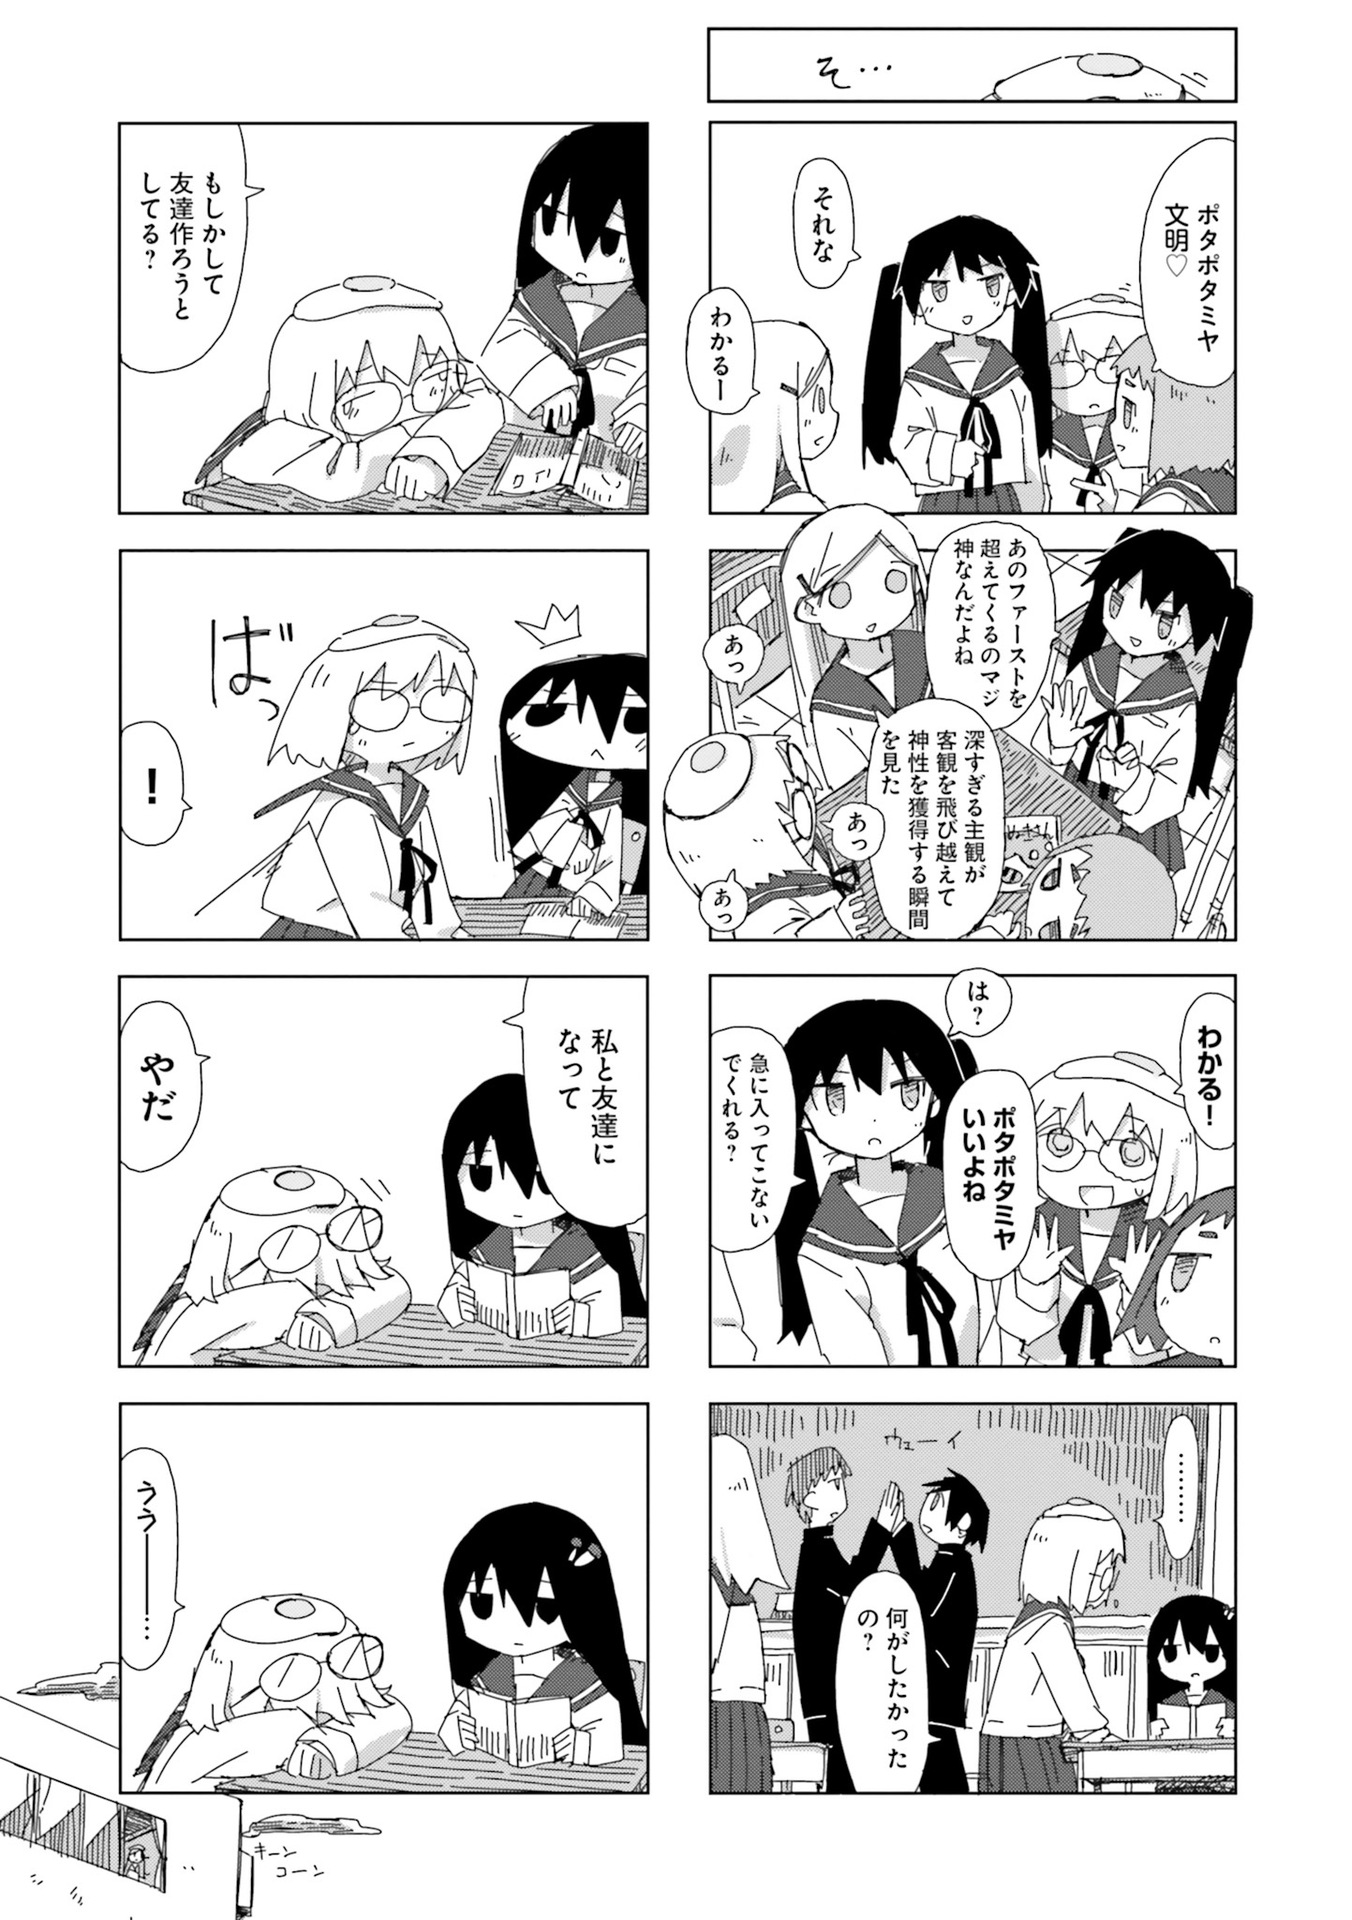 そ…
ポタポタミヤ
文明♡
それな
わかるー
あのファーストを
超えてくるのマジ
神なんだよね
深すぎる主観が
客観を飛び越えて
神性を獲得する瞬間
を見た
あっ
あっ
あっ
わかる！
ポタポタミヤ
いいよね
は？
急に入ってこない
でくれる？
………
ウェーイ
何がしたかった
の？
もしかして
友達作ろうと
してる？
ばっ
！
私と友達に
なって
やだ
うう――…
キーン
コーン